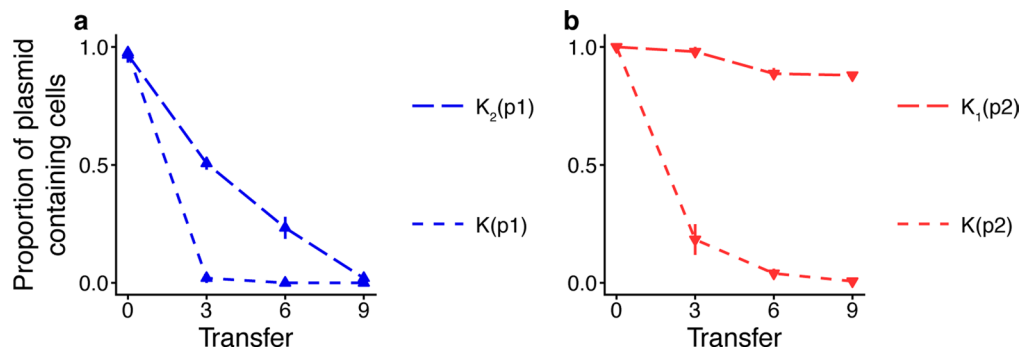 a
Proportion of plasmid
containing cells
1.0
0.5
0.0
0
3
6
9
Transfer
K₂(p1)
K(p1)
b
1.0
0.5
0.0
0
3
6
9
Transfer
K₁(p2)
K(p2)